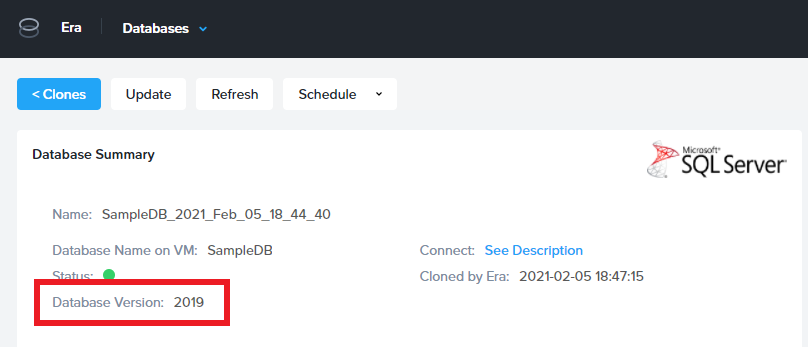 Era Databases
< Clones Update Refresh Schedule
Database Summary
Microsoft®
SQL Server
Name: SampleDB_2021_Feb_05_18_44_40
Database Name on VM: SampleDB Connect: See Description
Status: Cloned by Era: 2021-02-05 18:47:15
Database Version: 2019